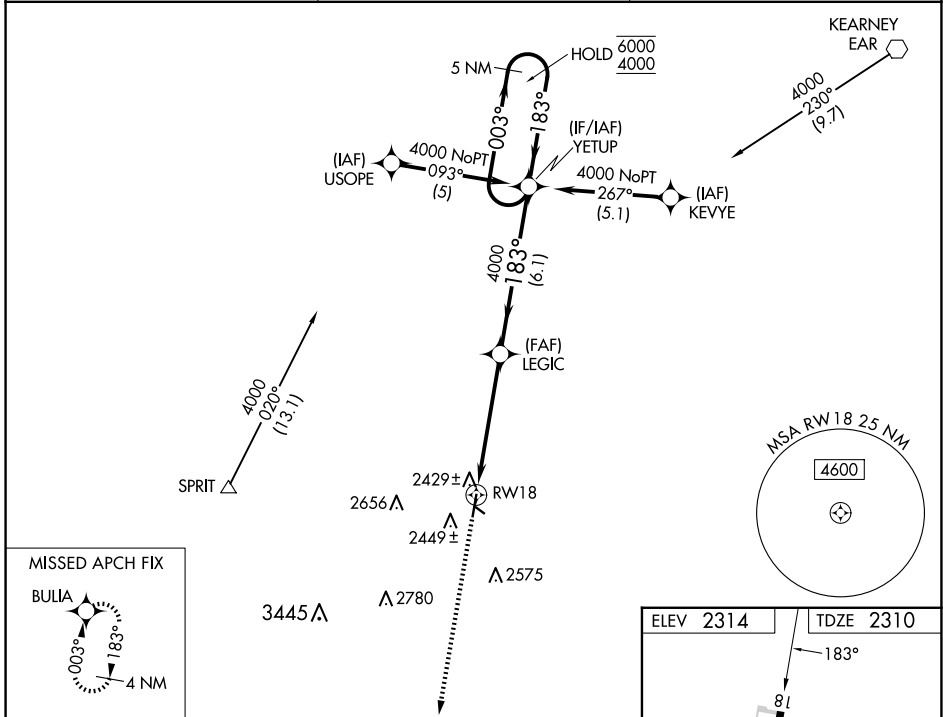 KEARNEY
EAR
4000
230°
(9.7)
HOLD 6000
4000
5 NM
003°
183°
(IF/IAF)
YETUP
(IAF)
USOPE
4000 NoPT
093°
(5)
4000 NoPT
267°
(5.1)
(IAF)
KEVYE
4000
183°
(6.1)
(FAF)
LEGIC
4000
020°
(13.1)
SPRIT
MSA RW18 25 NM
4600
2429±
RW18
2656
2449±
2575
2780
3445
MISSED APCH FIX
BULIA
003°
183°
4 NM
ELEV 2314
TDZE 2310
183°
18